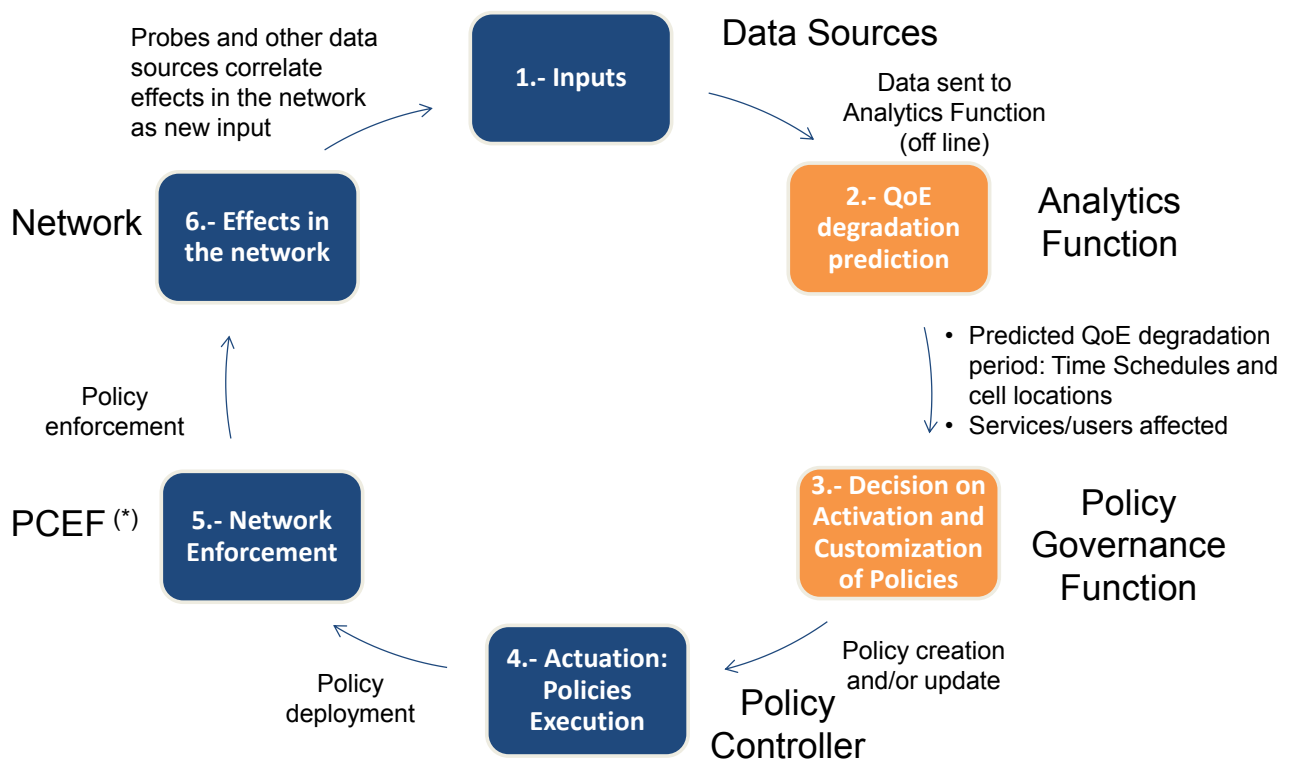 Probes and other data
sources correlate
effects in the network
as new input
1.- Inputs
Data Sources
Data sent to
Analytics Function
(off line)
2.- QoE
degradation
prediction
Analytics
Function
• Predicted QoE degradation
period: Time Schedules and
cell locations
• Services/users affected
3.- Decision on
Activation and
Customization
of Policies
Policy
Governance
Function
Policy creation
and/or update
4.- Actuation:
Policies
Execution
Policy
Controller
Policy
deployment
5.- Network
Enforcement
PCEF (*)
Policy
enforcement
6.- Effects in
the network
Network